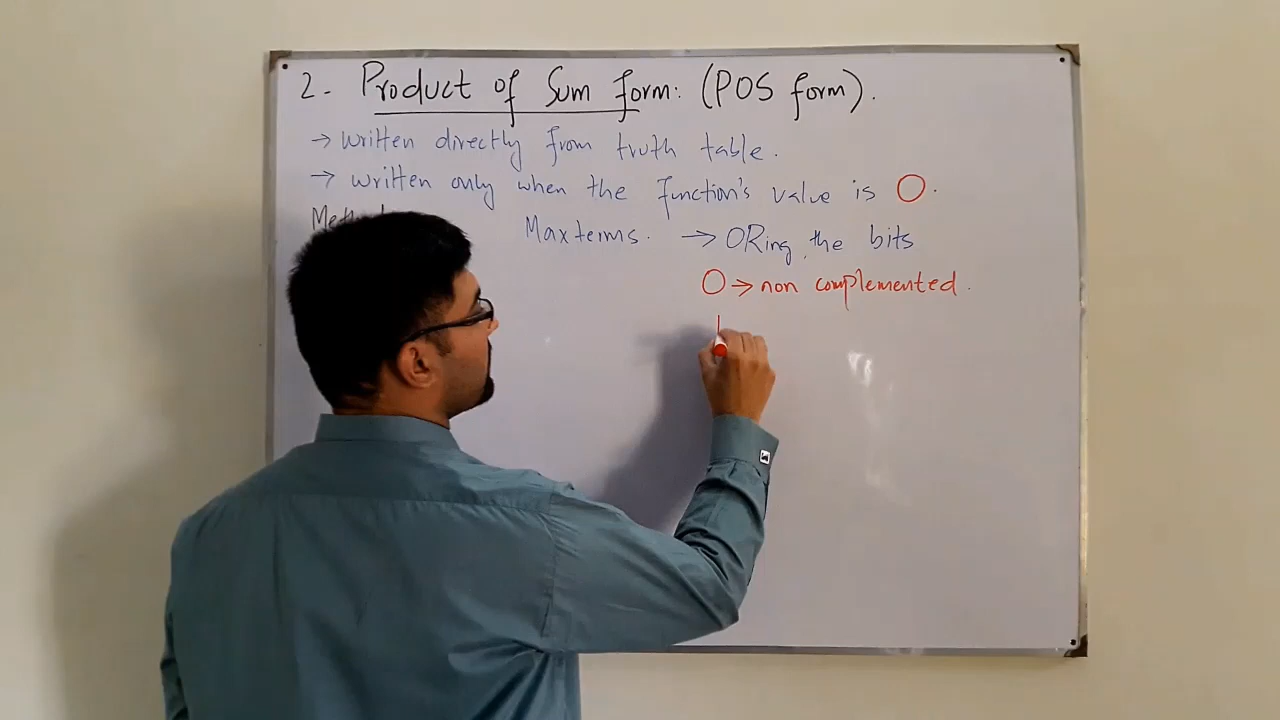 2. Product of Sum form: (POS form).
→ written directly from truth table.
→ written only when the function's value is 0.
Maxterms. → ORing the bits
0 → non complemented.
1